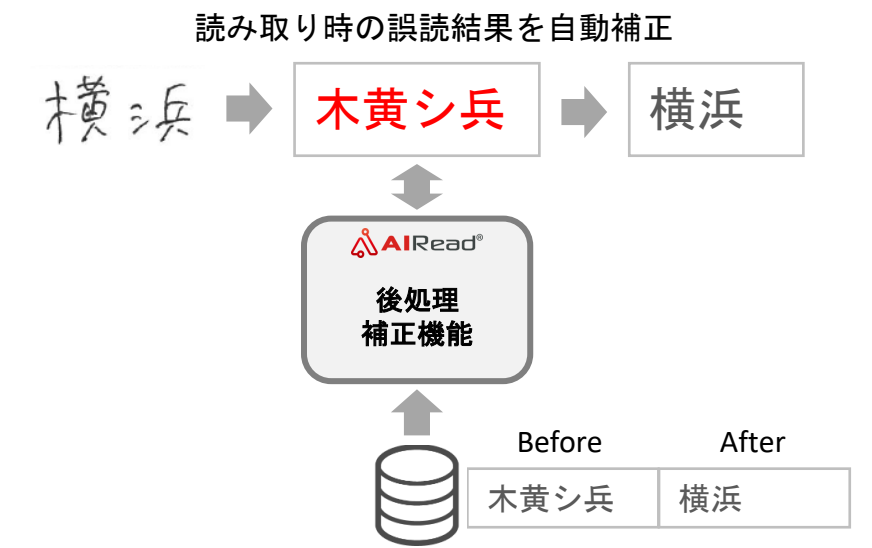 読み取り時の誤読結果を自動補正
横浜 木黄シ兵 横浜
AIRead®
後処理
補正機能
Before After
木黄シ兵 横浜